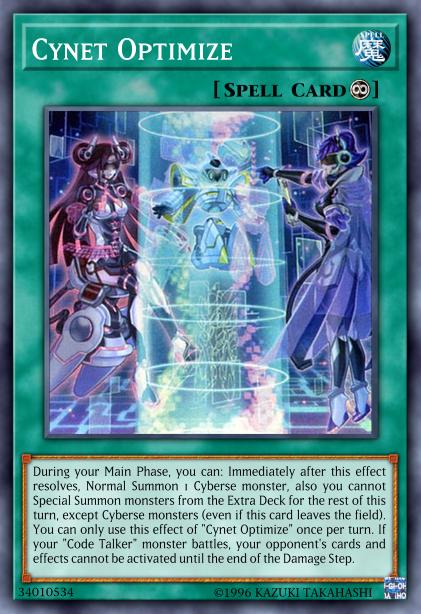 CYNET OPTIMIZE
SPELL
魔
[SPELL CARD]
During your Main Phase, you can: Immediately after this effect
resolves, Normal Summon 1 Cyberse monster, also you cannot
Special Summon monsters from the Extra Deck for the rest of this
turn, except Cyberse monsters (even if this card leaves the field).
You can only use this effect of "Cynet Optimize" once per turn. If
your "Code Talker" monster battles, your opponent's cards and
effects cannot be activated until the end of the Damage Step.
34010534 ©1996 KAZUKI TAKAHASHI